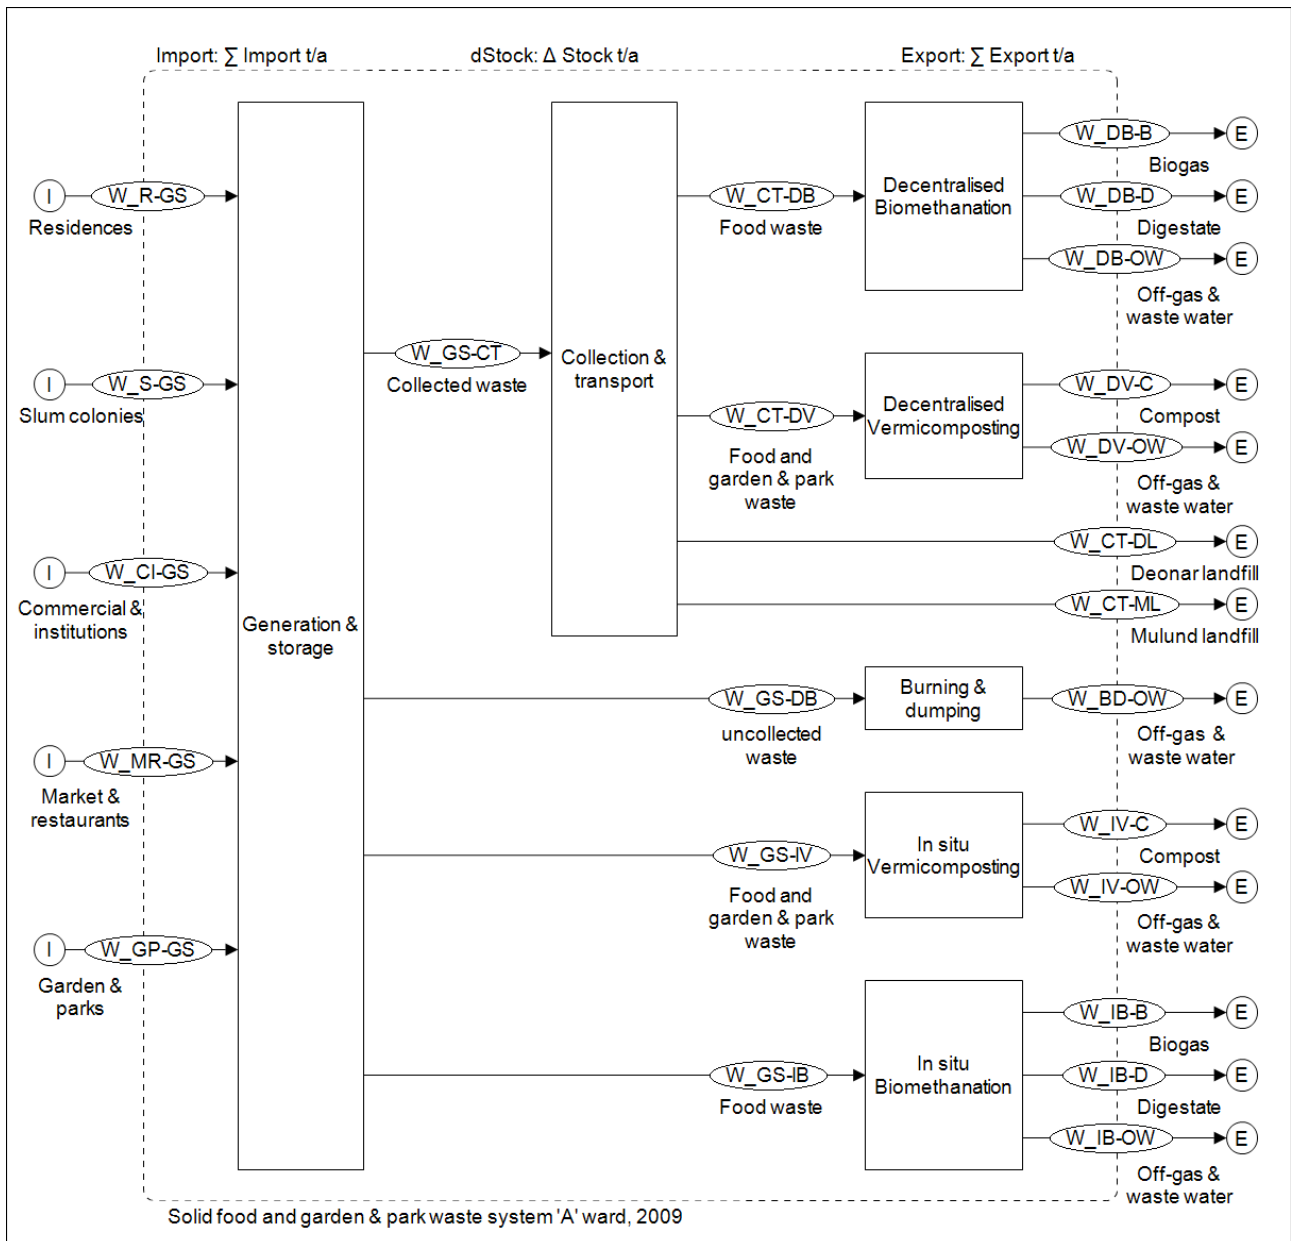 Import: ∑ Import t/a
dStock: Δ Stock t/a
Export: ∑ Export t/a
I
W_R-GS
Residences
I
W_S-GS
Slum colonies
I
W_CI-GS
Commercial &
institutions
I
W_MR-GS
Market &
restaurants
I
W_GP-GS
Garden &
parks
Generation &
storage
W_GS-CT
Collected waste
Collection &
transport
W_CT-DB
Food waste
W_CT-DV
Food and
garden & park
waste
W_GS-DB
uncollected
waste
W_GS-IV
Food and
garden & park
waste
W_GS-IB
Food waste
Decentralised
Biomethanation
Decentralised
Vermicomposting
Burning &
dumping
In situ
Vermicomposting
In situ
Biomethanation
W_DB-B
E
Biogas
W_DB-D
E
Digestate
W_DB-OW
E
Off-gas &
waste water
W_DV-C
E
Compost
W_DV-OW
E
Off-gas &
waste water
W_CT-DL
E
Deonar landfill
W_CT-ML
E
Mulund landfill
W_BD-OW
E
Off-gas &
waste water
W_IV-C
E
Compost
W_IV-OW
E
Off-gas &
waste water
W_IB-B
E
Biogas
W_IB-D
E
Digestate
W_IB-OW
E
Off-gas &
waste water
Solid food and garden & park waste system 'A' ward, 2009